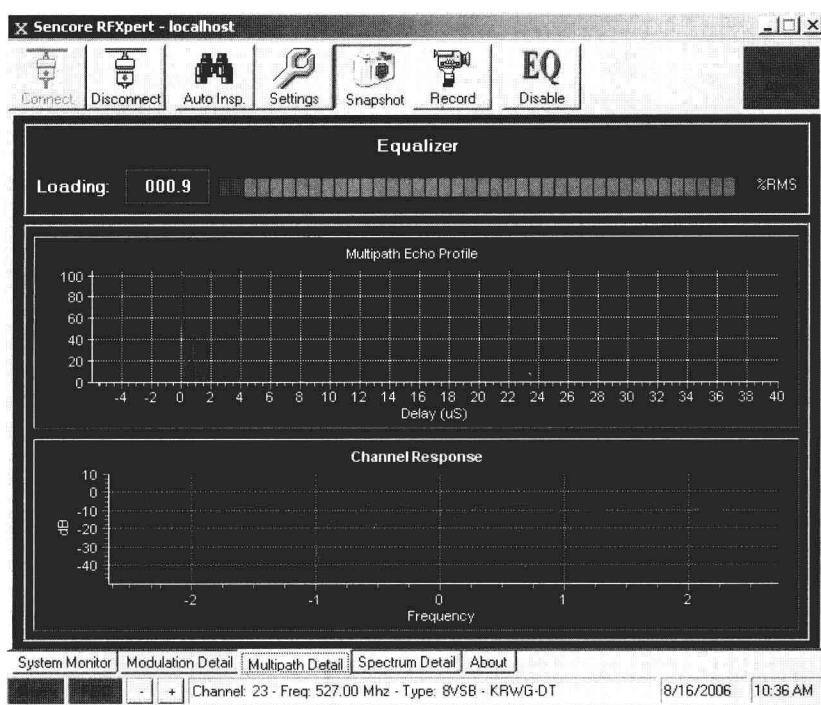 X Sencore RFXpert - localhost
Connect Disconnect Auto Insp. Settings Snapshot Record EQ Disable
Equalizer
Loading: 000.9 %RMS
Multipath Echo Profile
100
80
60
40
20
0
-4 -2 0 2 4 6 8 10 12 14 16 18 20 22 24 26 28 30 32 34 36 38 40
Delay (uS)
Channel Response
10
0
-10
-20
-30
-40
dB
-2 -1 0 1 2
Frequency
System Monitor Modulation Detail Multipath Detail Spectrum Detail About
- + Channel: 23 - Freq: 527.00 Mhz - Type: 8VSB - KRWG-DT 8/16/2006 10:36 AM